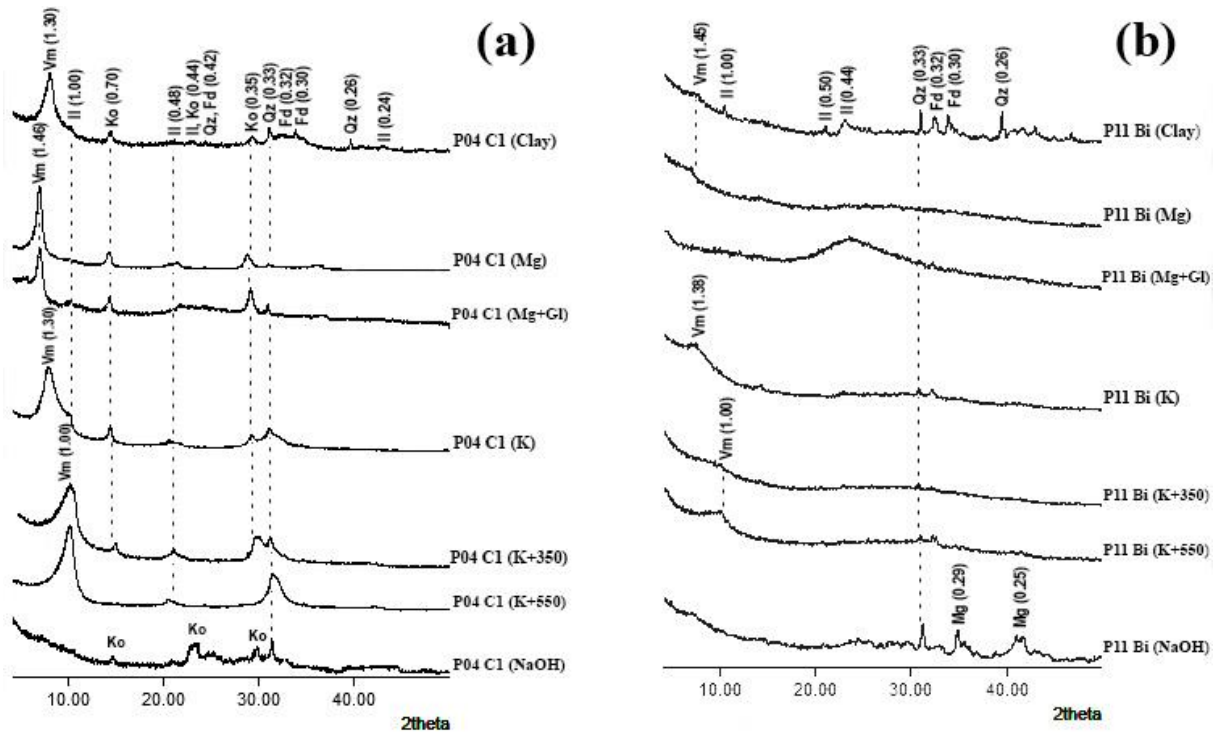 (a)
Vm (1.30)
Il (1.00)
Ko (0.70)
Il (0.48)
Il, Ko (0.44)
Qz, Fd (0.42)
Ko (0.35)
Qz (0.33)
Fd (0.32)
Fd (0.30)
Qz (0.26)
Il (0.24)
P04 C1 (Clay)
Vm (1.46)
P04 C1 (Mg)
P04 C1 (Mg+Gl)
Vm (1.30)
P04 C1 (K)
Vm (1.00)
P04 C1 (K+350)
P04 C1 (K+550)
Ko
Ko
Ko
P04 C1 (NaOH)
10.00 20.00 30.00 40.00
2theta
(b)
Vm (1.45)
Il (1.00)
Il (0.50)
Il (0.44)
Qz (0.33)
Fd (0.32)
Fd (0.30)
Qz (0.26)
P11 Bi (Clay)
P11 Bi (Mg)
P11 Bi (Mg+Gl)
Vm (1.38)
P11 Bi (K)
Vm (1.00)
P11 Bi (K+350)
P11 Bi (K+550)
Mg (0.29)
Mg (0.25)
P11 Bi (NaOH)
10.00 20.00 30.00 40.00
2theta